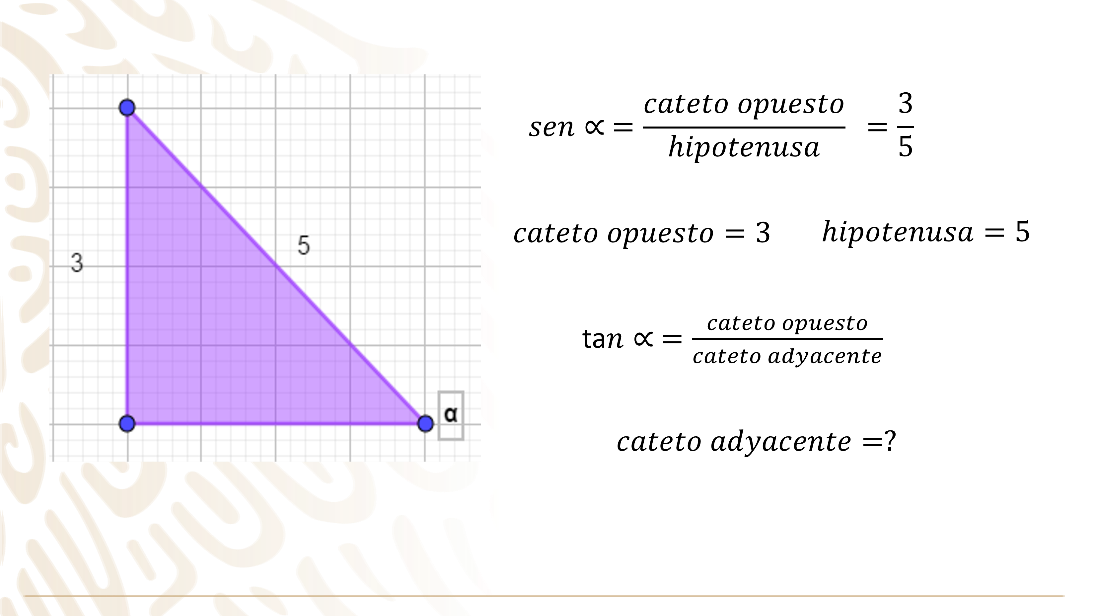 3
5
α
sen ∝ = cateto opuesto / hipotenusa = 3 / 5
cateto opuesto = 3 hipotenusa = 5
tan ∝ = cateto opuesto / cateto adyacente
cateto adyacente =?